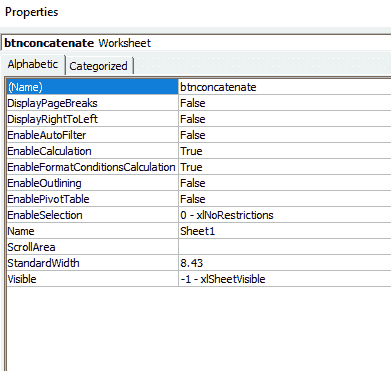 Properties
btnconcatenate Worksheet
Alphabetic Categorized
(Name) btnconcatenate
DisplayPageBreaks False
DisplayRightToLeft False
EnableAutoFilter False
EnableCalculation True
EnableFormatConditionsCalculation True
EnableOutlining False
EnablePivotTable False
EnableSelection 0 - xlNoRestrictions
Name Sheet1
ScrollArea
StandardWidth 8.43
Visible -1 - xlSheetVisible